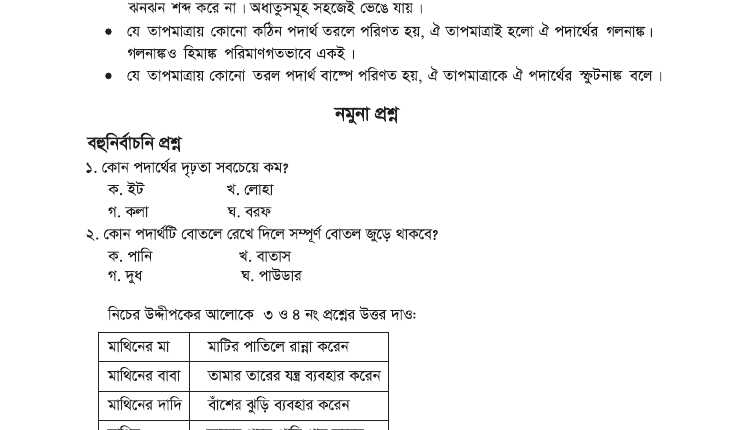 ঝনঝন শব্দ করে না। অধাতুসমূহ সহজেই ভেঙে যায়।
● যে তাপমাত্রায় কোনো কঠিন পদার্থ তরলে পরিণত হয়, ঐ তাপমাত্রাই হলো ঐ পদার্থের গলনাঙ্ক।
গলনাঙ্কও হিমাঙ্ক পরিমাণগতভাবে একই।
● যে তাপমাত্রায় কোনো তরল পদার্থ বাষ্পে পরিণত হয়, ঐ তাপমাত্রাকে ঐ পদার্থের স্ফুটনাঙ্ক বলে।
নমুনা প্রশ্ন
বহুনির্বাচনি প্রশ্ন
১. কোন পদার্থের দৃঢ়তা সবচেয়ে কম?
ক. ইট খ. লোহা
গ. কলা ঘ. বরফ
২. কোন পদার্থটি বোতলে রেখে দিলে সম্পূর্ণ বোতল জুড়ে থাকবে?
ক. পানি খ. বাতাস
গ. দুধ ঘ. পাউডার
নিচের উদ্দীপকের আলোকে ৩ ও ৪ নং প্রশ্নের উত্তর দাও:
মাথিনের মা মাটির পাতিলে রান্না করেন
মাথিনের বাবা তামার তারের যন্ত্র ব্যবহার করেন
মাথিনের দাদি বাঁশের ঝুড়ি ব্যবহার করেন